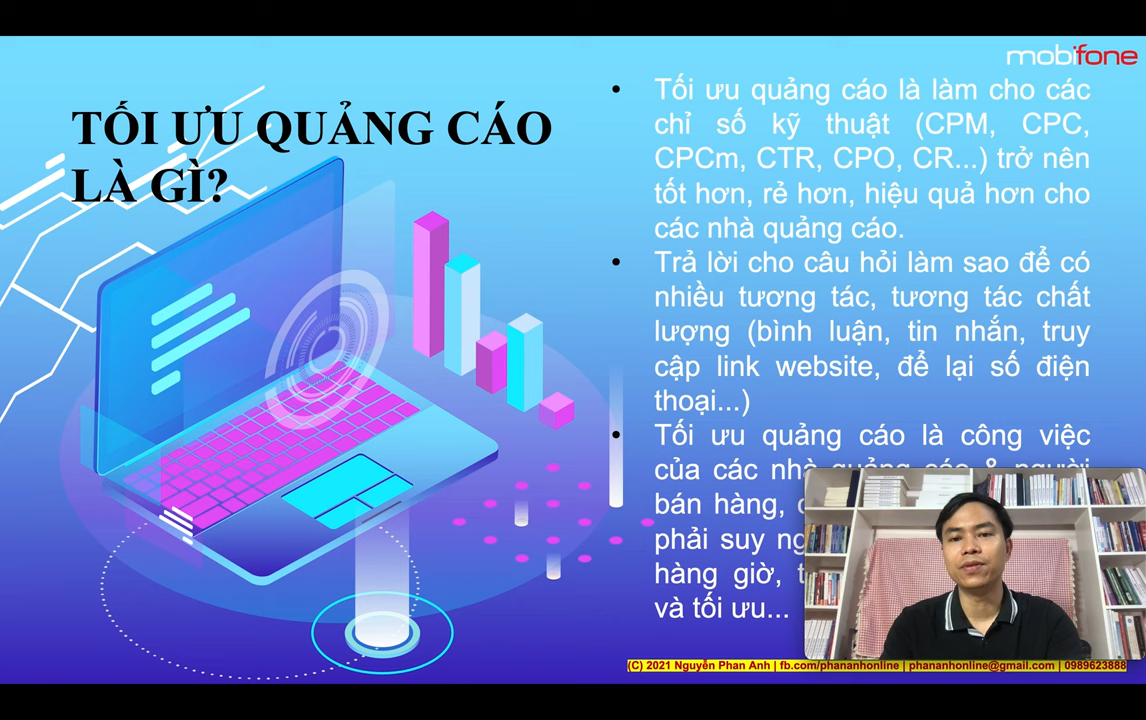 mobifone
TỐI ƯU QUẢNG CÁO
LÀ GÌ?
• Tối ưu quảng cáo là làm cho các
chỉ số kỹ thuật (CPM, CPC,
CPCm, CTR, CPO, CR...) trở nên
tốt hơn, rẻ hơn, hiệu quả hơn cho
các nhà quảng cáo.
• Trả lời cho câu hỏi làm sao để có
nhiều tương tác, tương tác chất
lượng (bình luận, tin nhắn, truy
cập link website, để lại số điện
thoại...)
• Tối ưu quảng cáo là công việc
của các nhà quảng cáo & người
bán hàng,
phải suy
hàng giờ,
và tối ưu...
(C) 2021 Nguyễn Phan Anh | fb.com/phananhonline | phananhonline@gmail.com | 0989623888